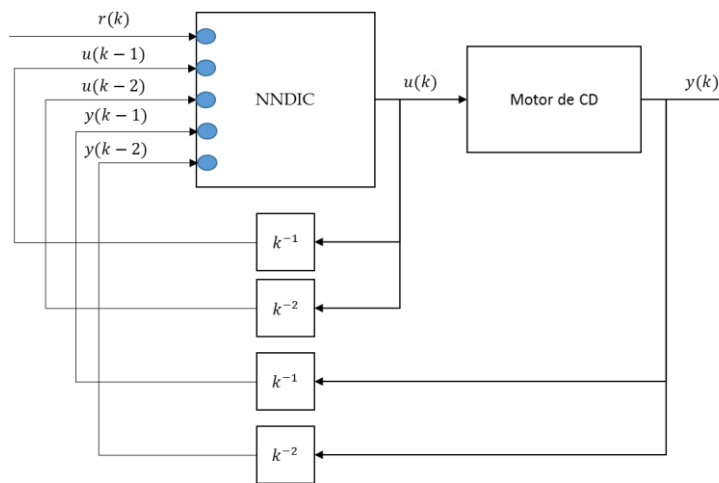 r(k)
u(k−1)
u(k−2)
y(k−1)
y(k−2)
NNDIC
u(k)
Motor de CD
y(k)
k⁻¹
k⁻²
k⁻¹
k⁻²